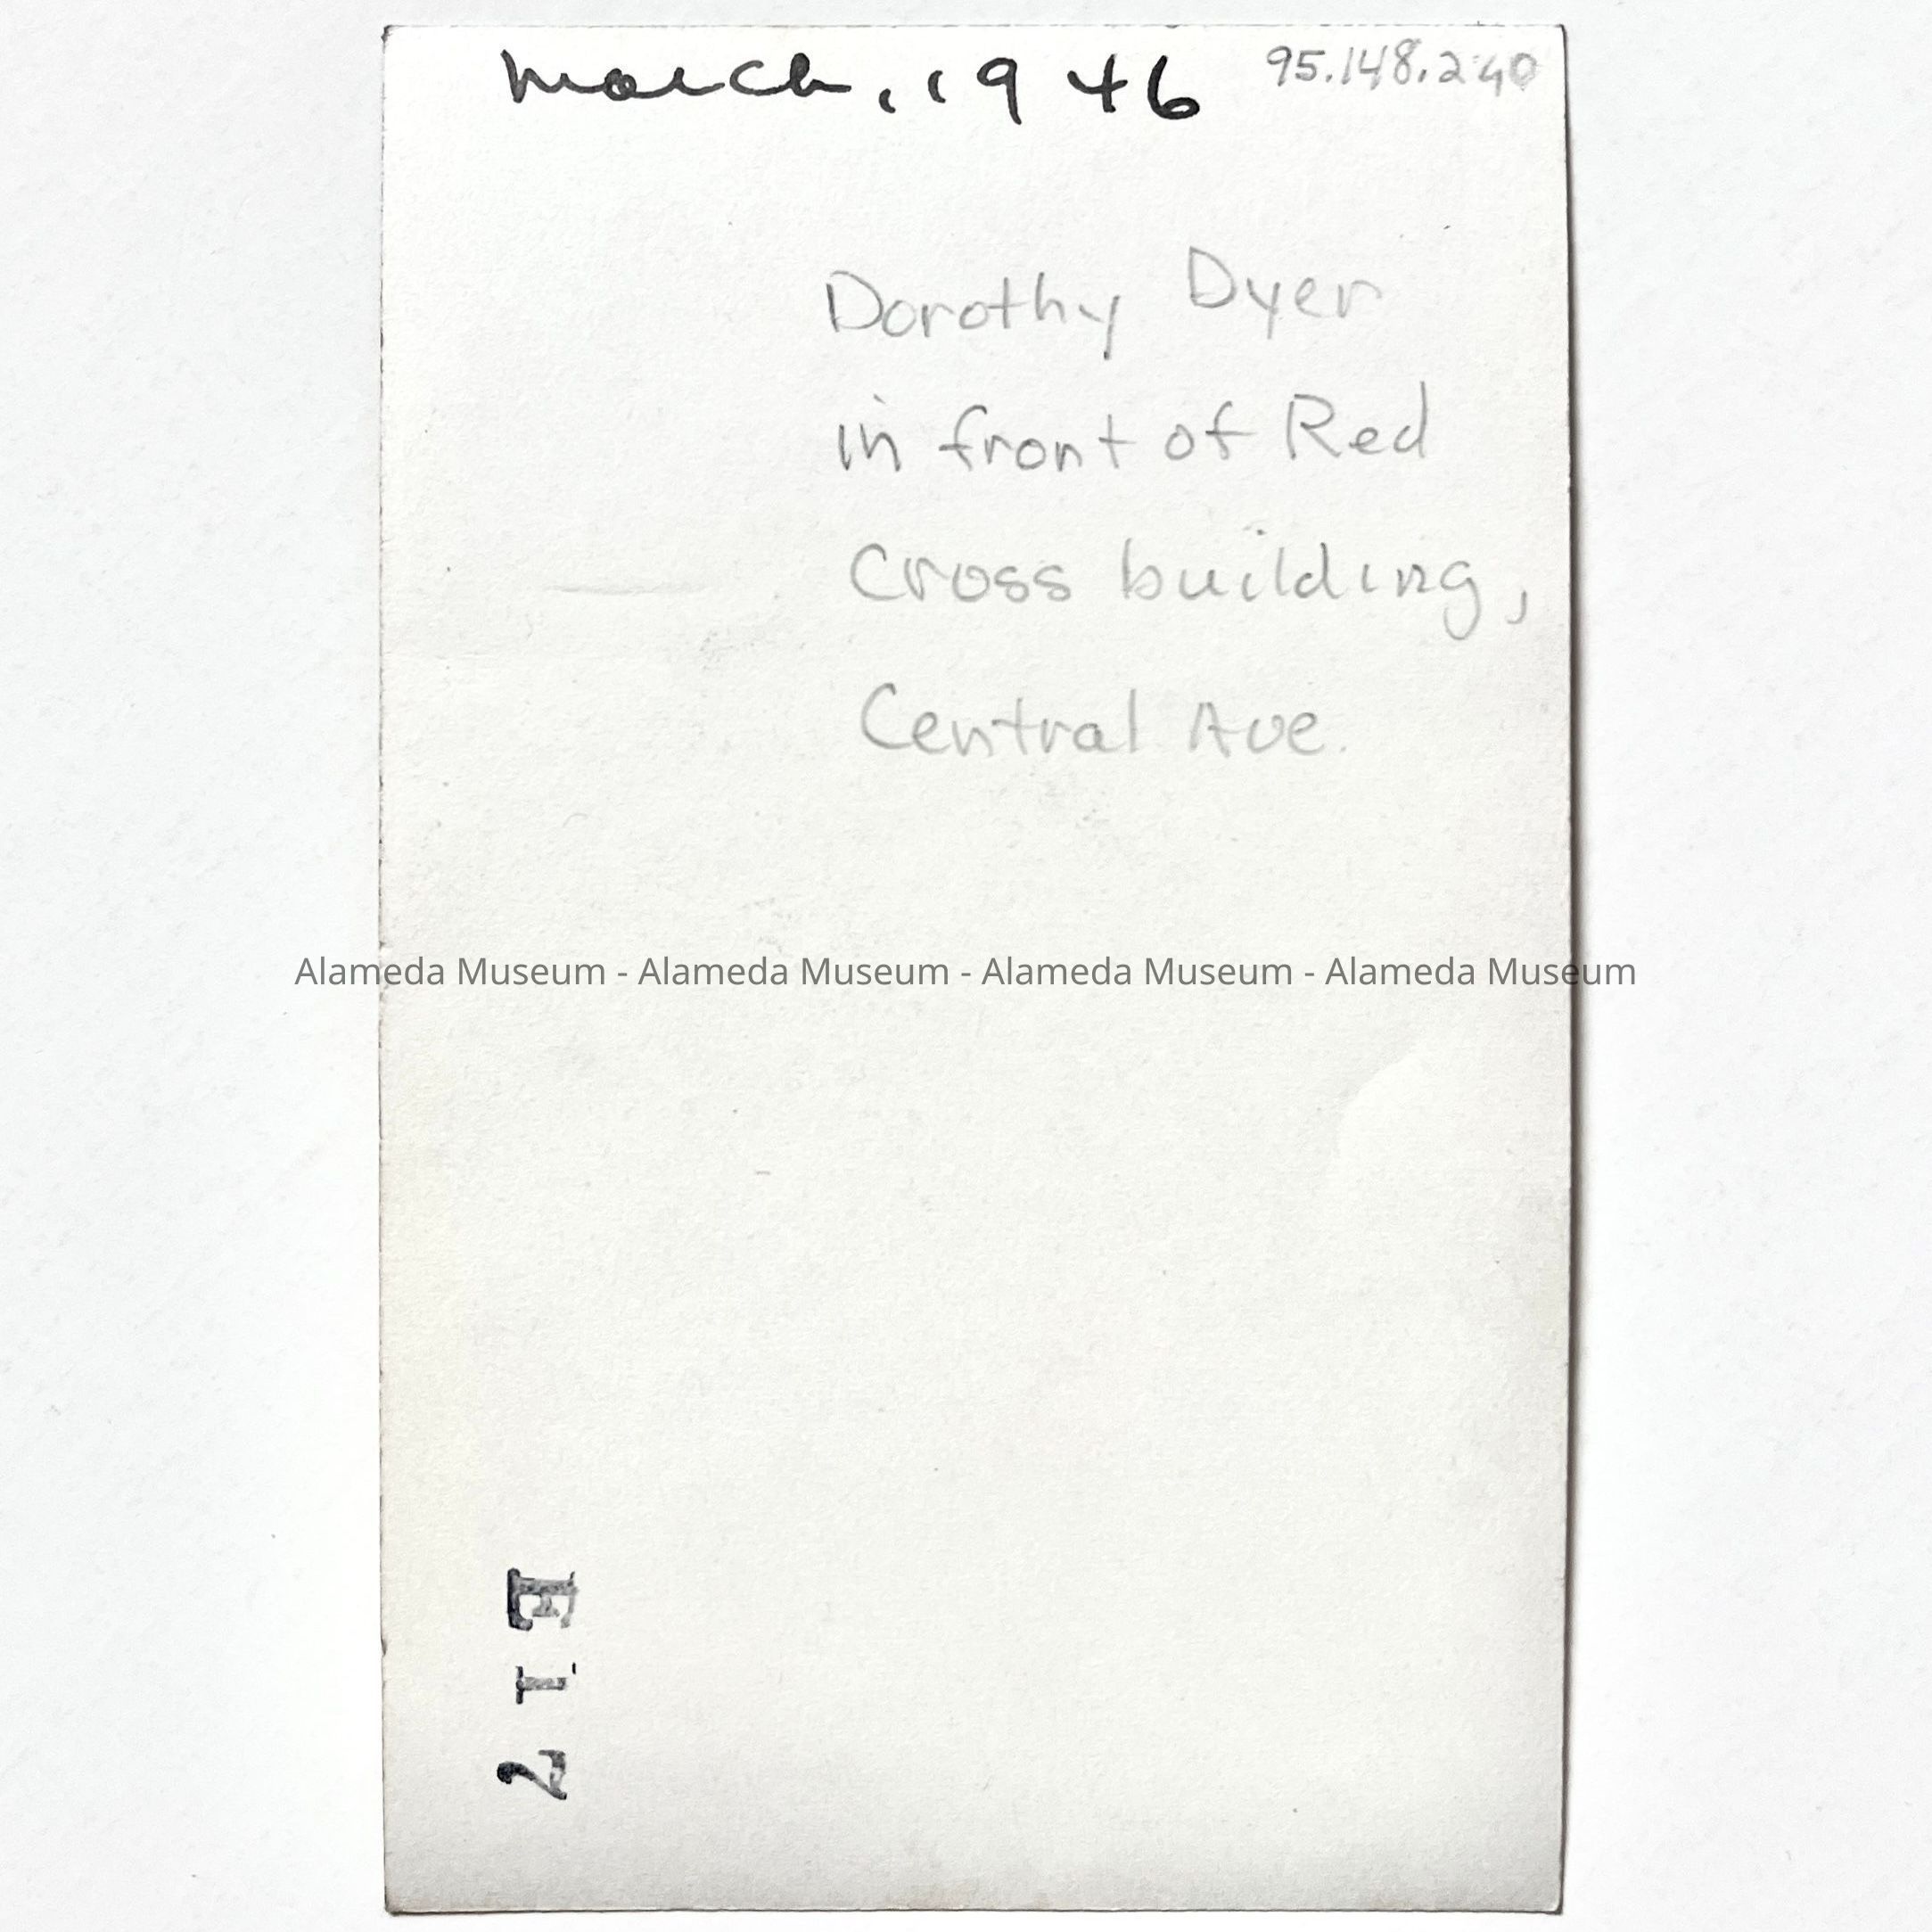 March, 1946
95.148.240
Dorothy Dyer
in front of Red
Cross building,
Central Ave.
Alameda Museum - Alameda Museum - Alameda Museum - Alameda Museum